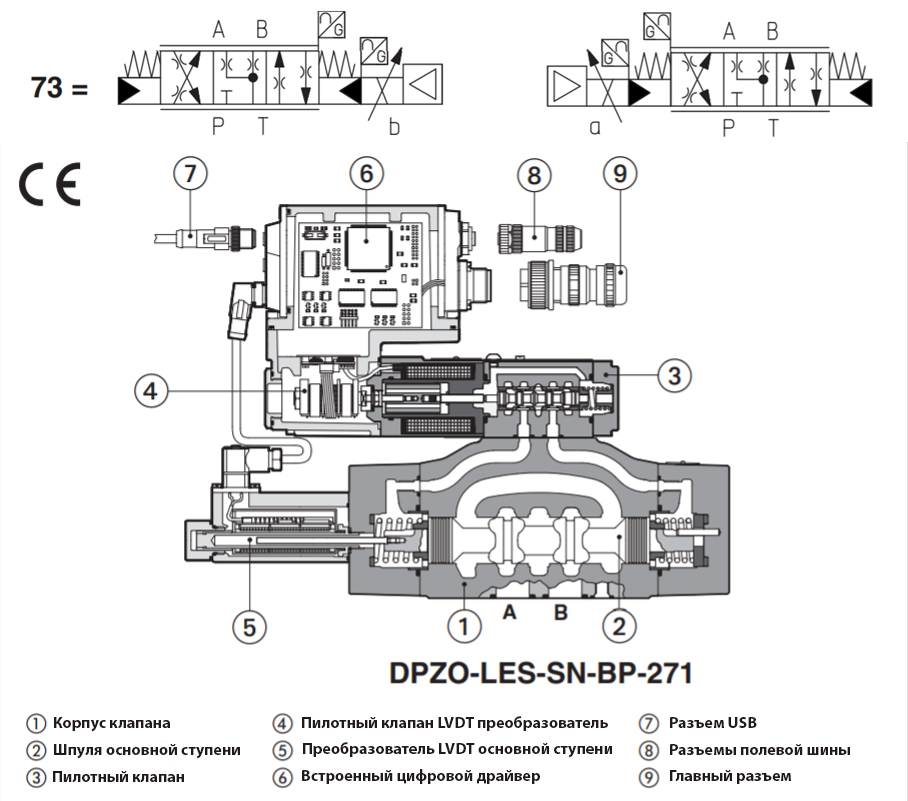 A B
G
G
73 =
b
P T
G
G
A B
a
P T
CE
7
6
8
9
4
3
5
1
A
B
2
DPZO-LES-SN-BP-271
1 Корпус клапана
2 Шпуля основной ступени
3 Пилотный клапан
4 Пилотный клапан LVDT преобразователь
5 Преобразователь LVDT основной ступени
6 Встроенный цифровой драйвер
7 Разъем USB
8 Разъемы полевой шины
9 Главный разъем